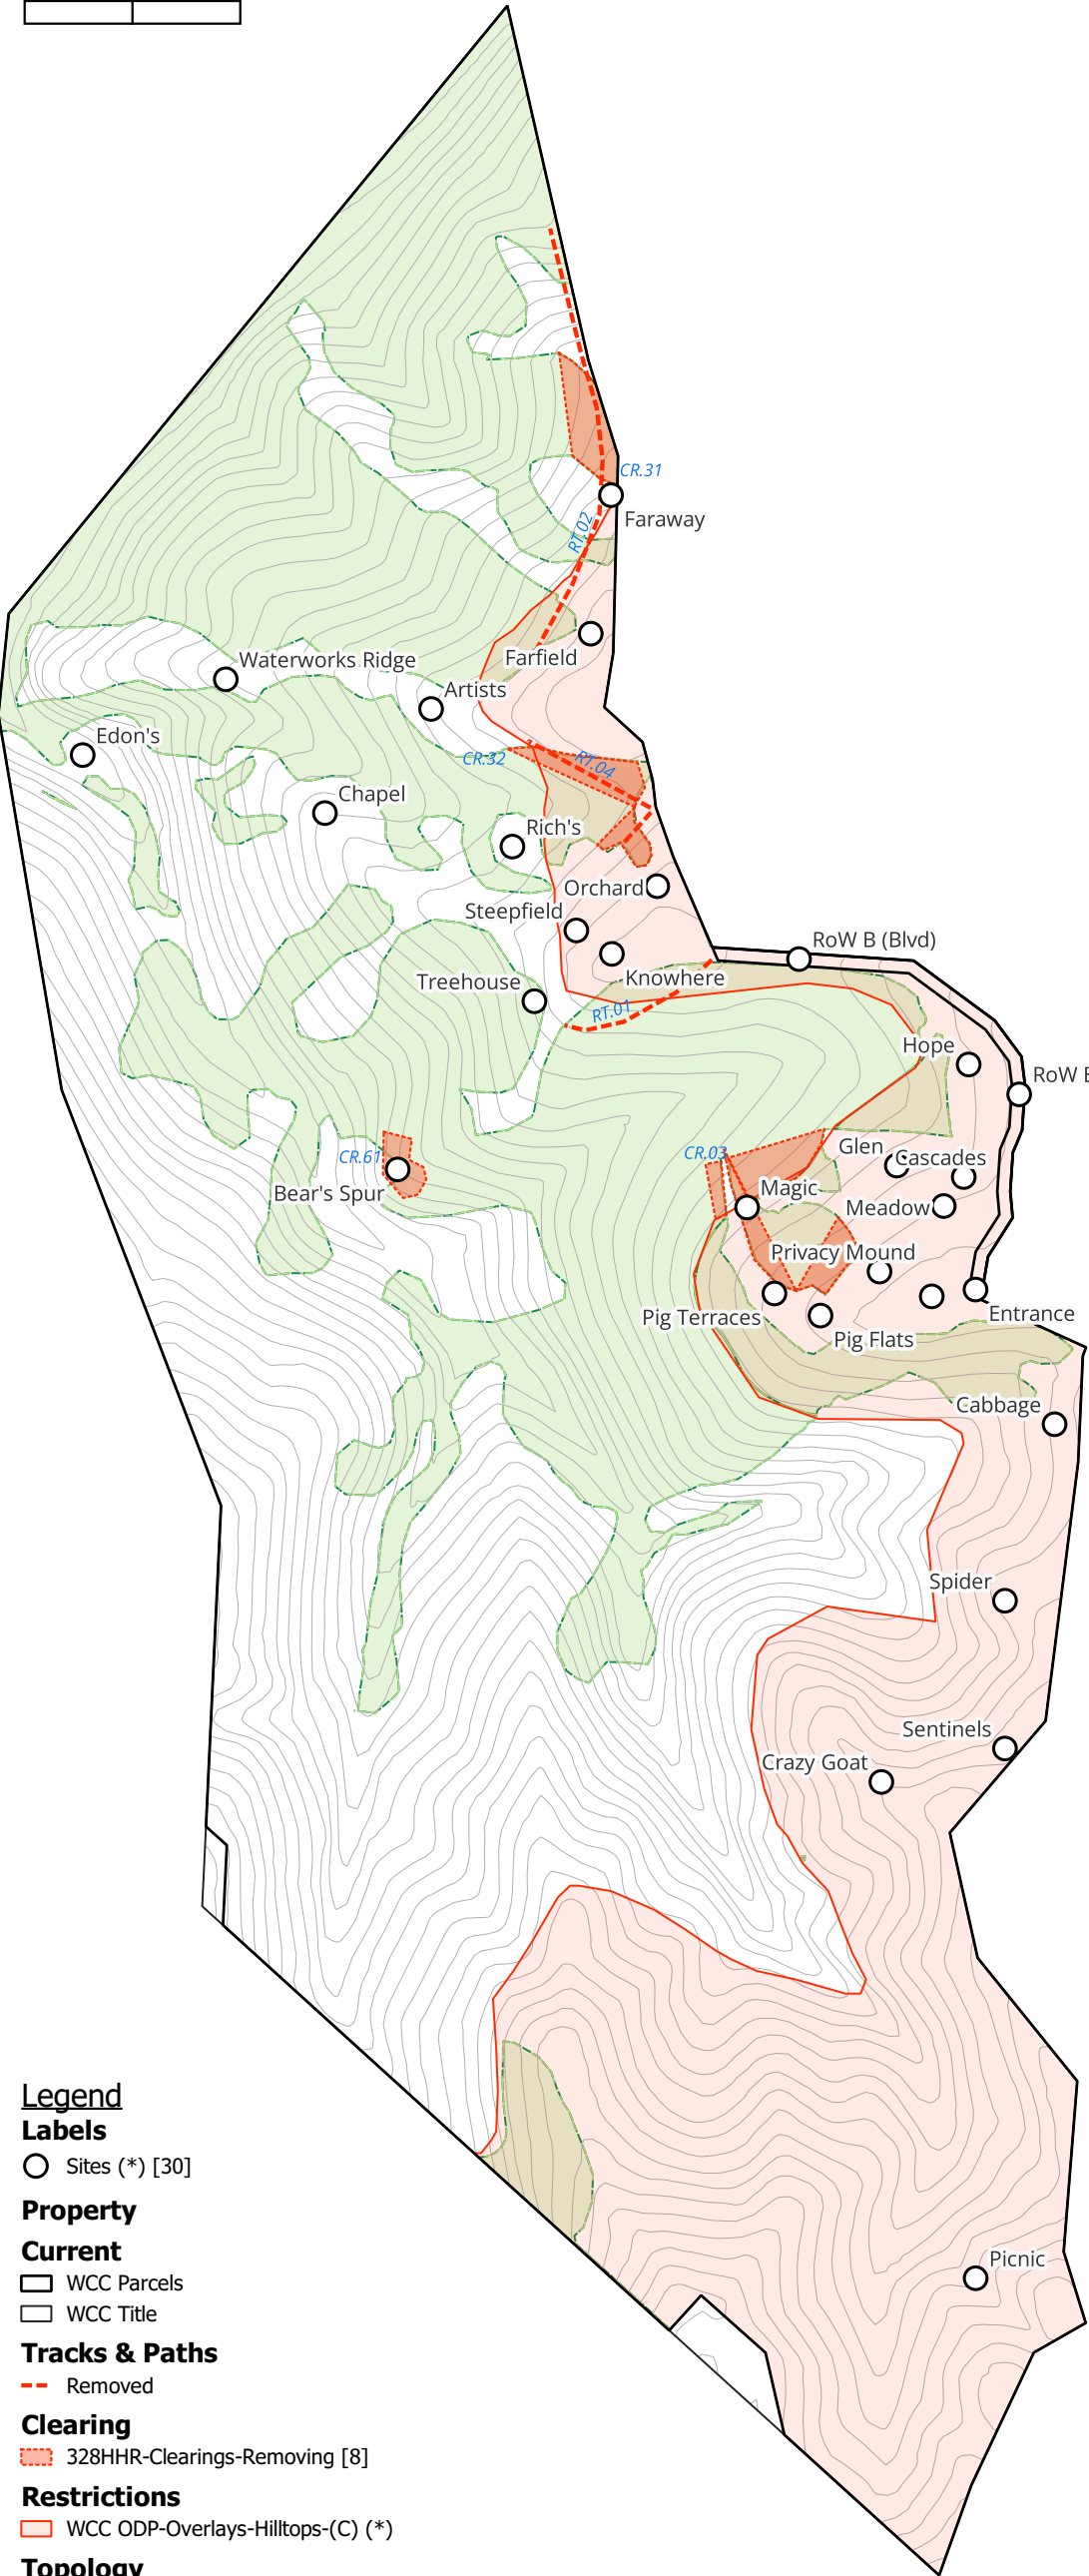 CR.31
Faraway
RT.02
Farfield
Waterworks Ridge
Artists
Edon's
CR.32
RT.04
Chapel
Rich's
Orchard
Steepfield
RoW B (Blvd)
Knowhere
Treehouse
RT.01
Hope
RoW
CR.61
CR.03
Glen
Cascades
Bear's Spur
Magic
Meadow
Privacy Mound
Pig Terraces
Entrance
Pig Flats
Cabbage
Spider
Sentinels
Crazy Goat
Picnic
Legend
Labels
Sites (*) [30]
Property
Current
WCC Parcels
WCC Title
Tracks & Paths
Removed
Clearing
328HHR-Clearings-Removing [8]
Restrictions
WCC ODP-Overlays-Hilltops-(C) (*)
Topology